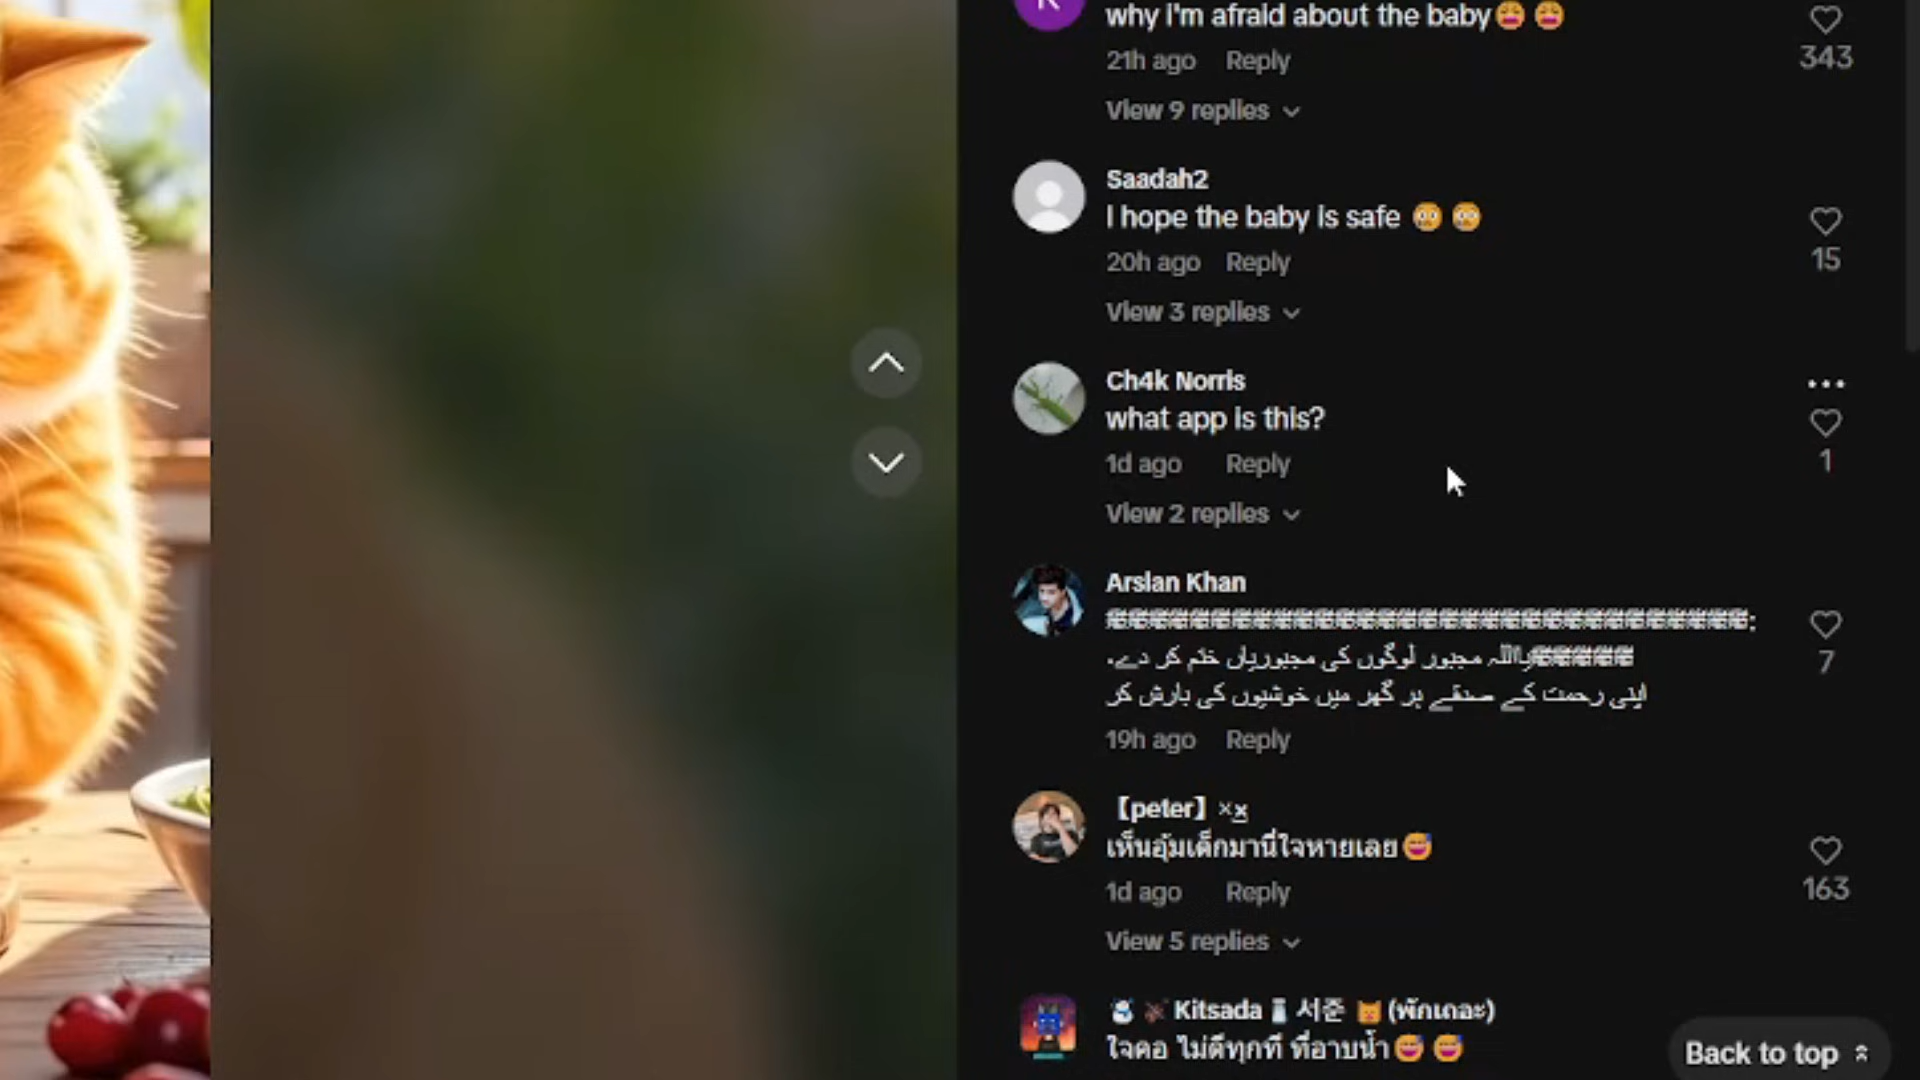 why i'm afraid about the baby😩 😩
343
21h ago Reply
View 9 replies
Saadah2
I hope the baby is safe 😳 😳
15
20h ago Reply
View 3 replies
Ch4k Norris
what app is this?
1
1d ago Reply
View 2 replies
Arslan Khan
7
یااللہ مجبور لوگوں کی مجبوریاں ختم کر دے.
اپنی رحمت کے صدقے ہر گھر میں خوشیوں کی بارش کر
19h ago Reply
【peter】×x
เห็นอุ้มเด็กมานี่ใจหายเลย😅
163
1d ago Reply
View 5 replies
Kitsada 서준 (พักเถอะ)
ใจคอ ไม่ดีทุกที ที่อาบน้ำ😅 😅
Back to top